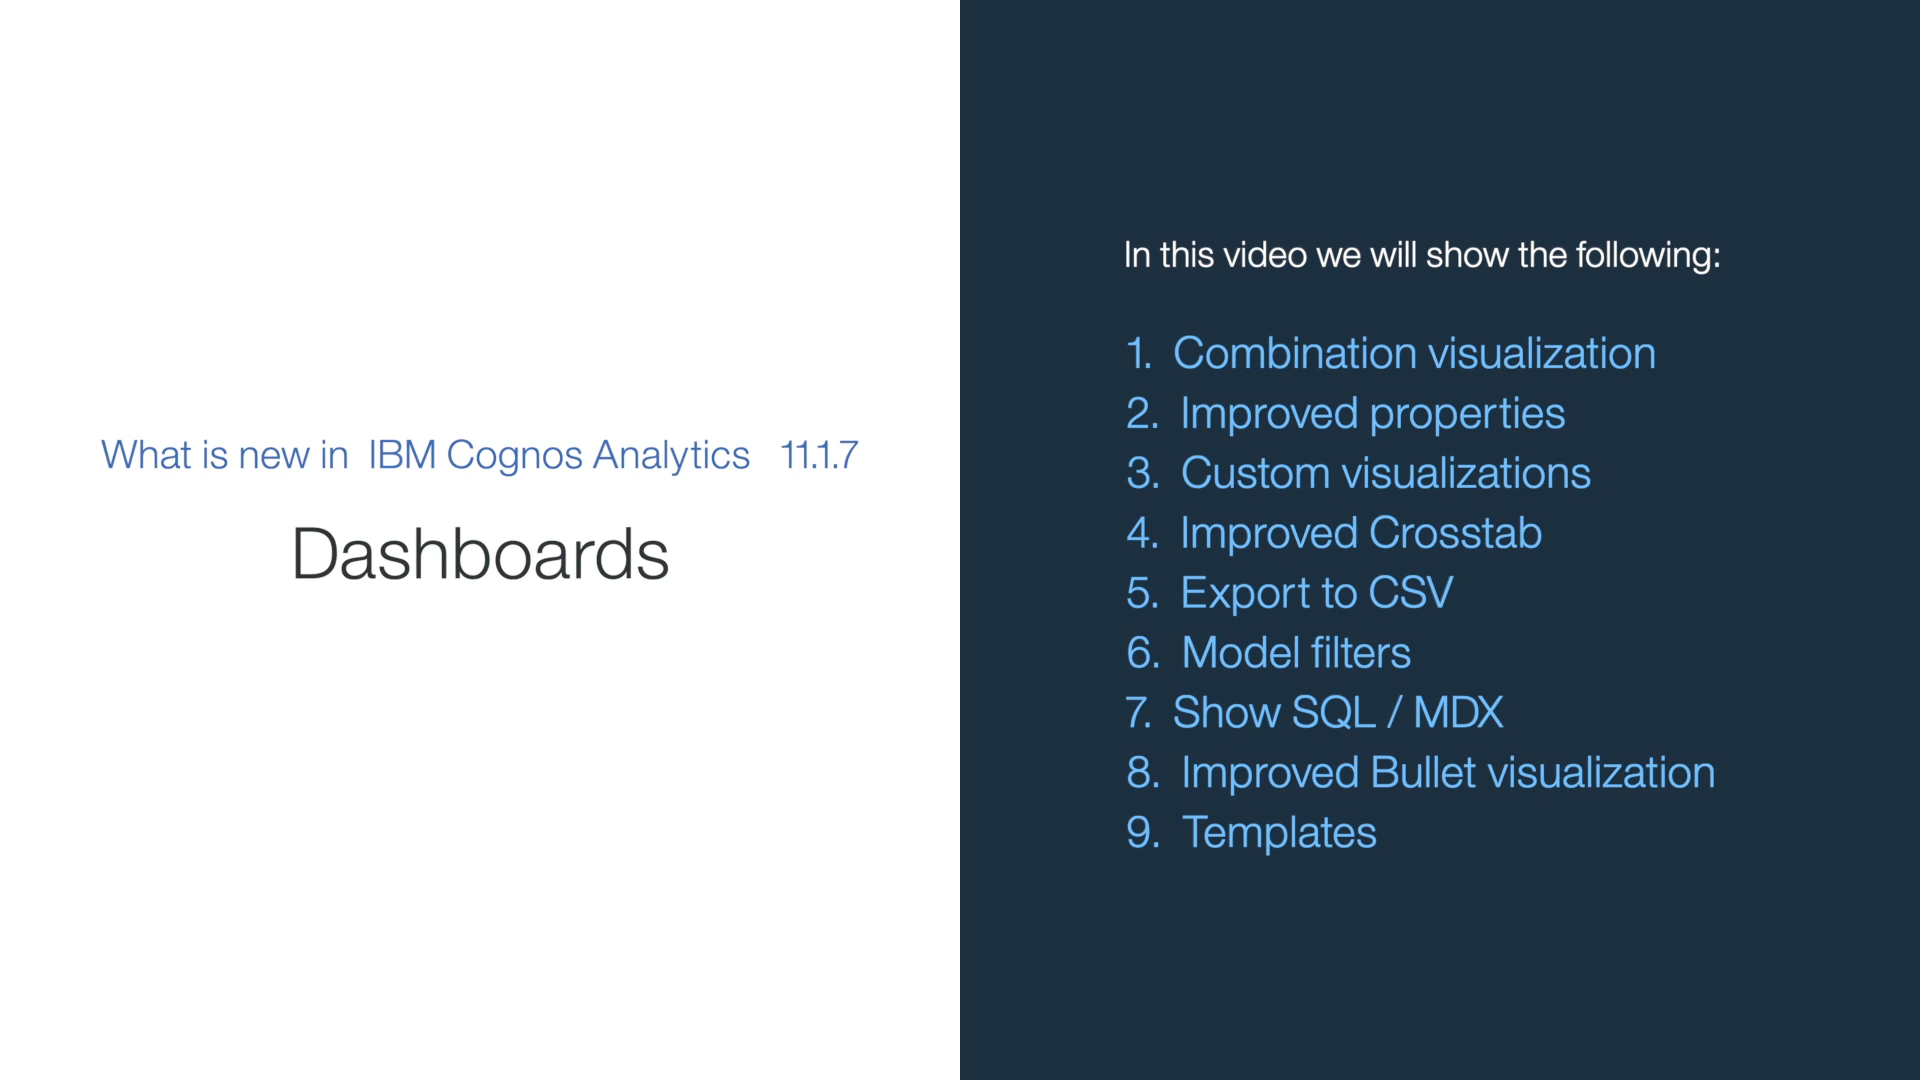 What is new in IBM Cognos Analytics 11.1.7
Dashboards
In this video we will show the following:
1. Combination visualization
2. Improved properties
3. Custom visualizations
4. Improved Crosstab
5. Export to CSV
6. Model filters
7. Show SQL / MDX
8. Improved Bullet visualization
9. Templates